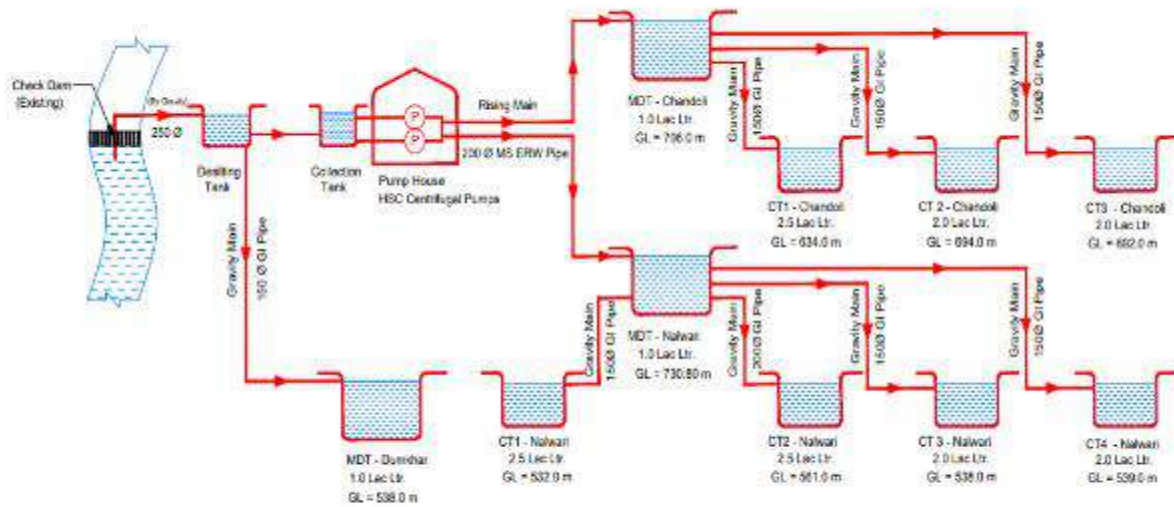 Check Dam
(Existing)
(By Gravity)
250 Ø
Desilting
Tank
Collection
Tank
Pump House
HSC Centrifugal Pumps
P
P
Rising Main
200 Ø MS ERW Pipe
MDT - Chandoli
1.0 Lac Ltr.
GL = 706.0 m
Gravity Main
150Ø GI Pipe
Gravity Main
150Ø GI Pipe
Gravity Main
150Ø GI Pipe
CT1 - Chandoli
2.5 Lac Ltr.
GL = 634.0 m
CT 2 - Chandoli
2.0 Lac Ltr.
GL = 694.0 m
CT3 - Chandoli
2.0 Lac Ltr.
GL = 692.0 m
Gravity Main
150 Ø GI Pipe
MDT - Nalwari
1.0 Lac Ltr.
GL = 730.80 m
Gravity Main
150Ø GI Pipe
Gravity Main
200Ø GI Pipe
Gravity Main
150Ø GI Pipe
Gravity Main
150Ø GI Pipe
MDT -
1.0 Lac Ltr.
GL = 538.0 m
CT1 - Nalwari
2.5 Lac Ltr.
GL = 532.0 m
CT2 - Nalwari
2.5 Lac Ltr.
GL = 561.0 m
CT 3 - Nalwari
2.0 Lac Ltr.
GL = 538.0 m
CT4 - Nalwari
2.0 Lac Ltr.
GL = 539.0 m